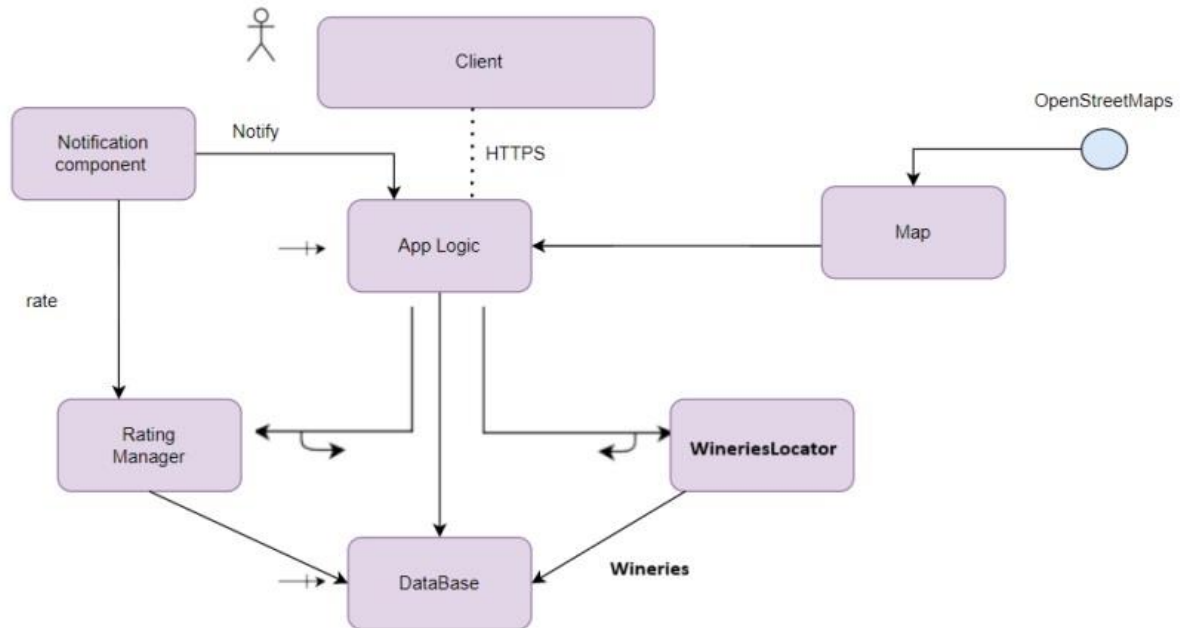 Client
OpenStreetMaps
Notification
component
Notify
HTTPS
App Logic
Map
rate
Rating
Manager
WineriesLocator
Wineries
DataBase